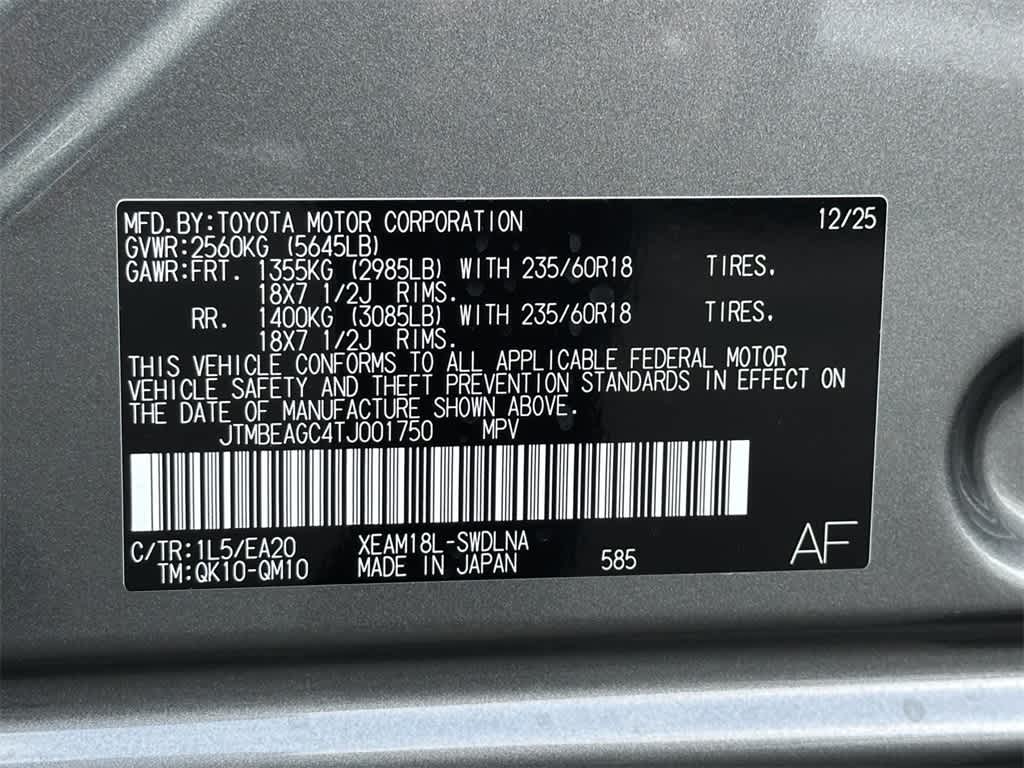 MFD.BY:TOYOTA MOTOR CORPORATION 12/25
GVWR:2560KG (5645LB)
GAWR:FRT. 1355KG (2985LB) WITH 235/60R18 TIRES.
18X7 1/2J RIMS.
RR. 1400KG (3085LB) WITH 235/60R18 TIRES.
18X7 1/2J RIMS.
THIS VEHICLE CONFORMS TO ALL APPLICABLE FEDERAL MOTOR
VEHICLE SAFETY AND THEFT PREVENTION STANDARDS IN EFFECT ON
THE DATE OF MANUFACTURE SHOWN ABOVE.
JTMBEAGC4TJ001750 MPV
C/TR:1L5/EA20 XEAM18L-SWDLNA
TM:QK10-QM10 MADE IN JAPAN 585 AF